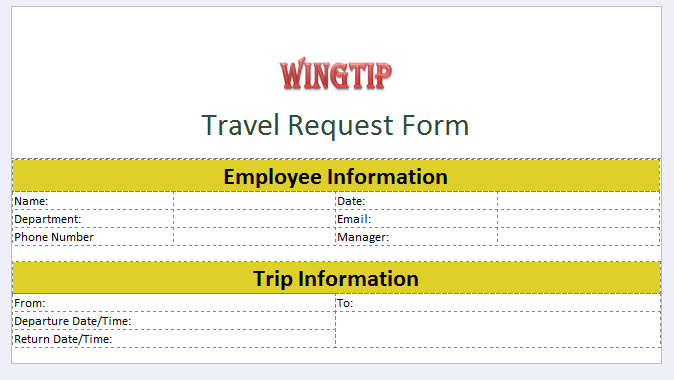 WINGTIP
Travel Request Form
Employee Information
Name: Date:
Department: Email:
Phone Number Manager:
Trip Information
From: To:
Departure Date/Time:
Return Date/Time: